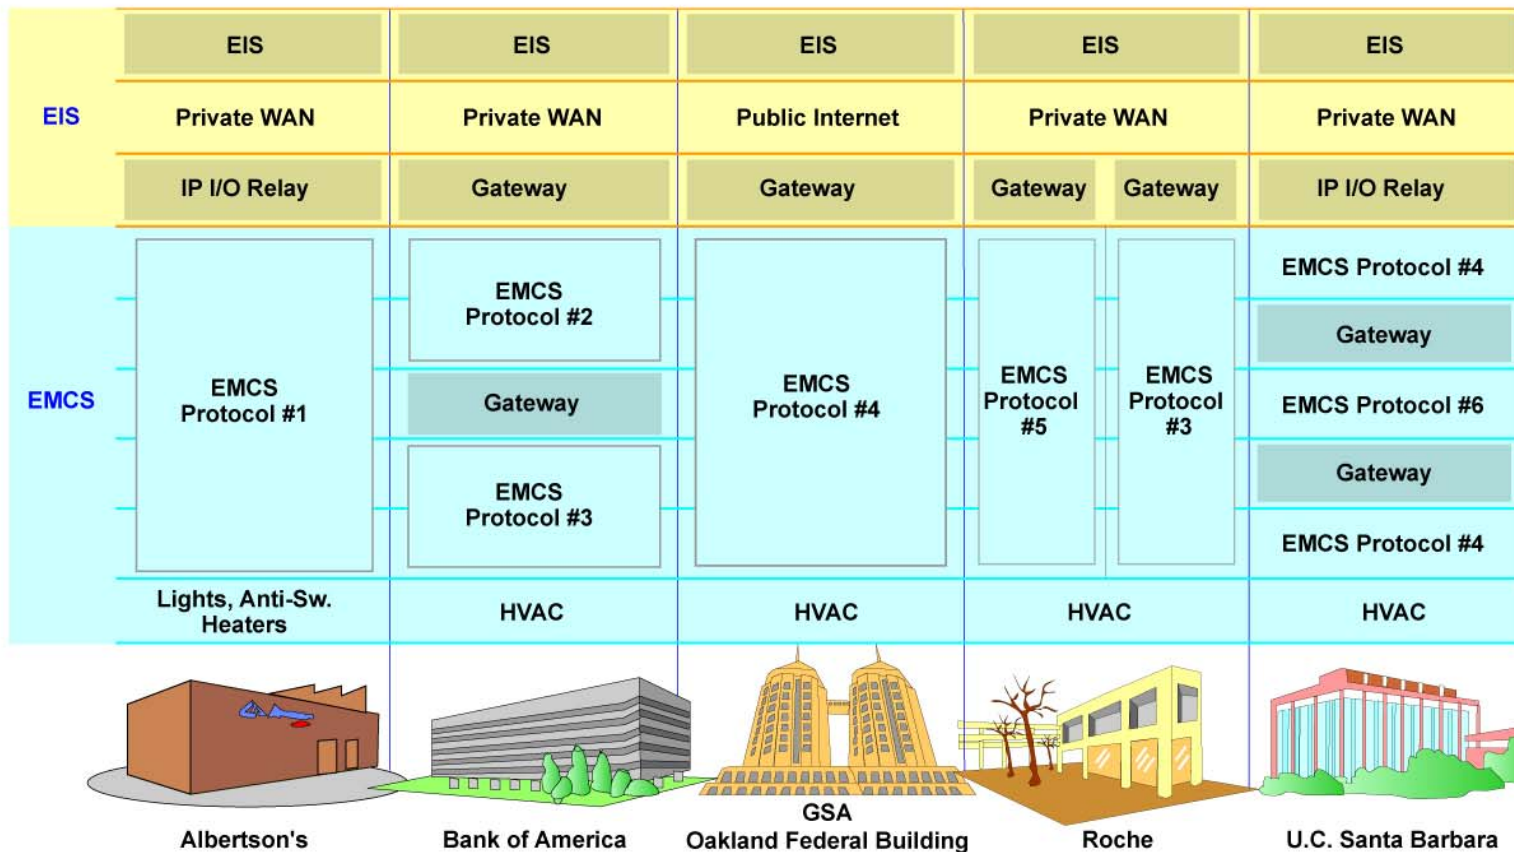 EIS EIS EIS EIS EIS
EIS Private WAN Private WAN Public Internet Private WAN Private WAN
IP I/O Relay Gateway Gateway Gateway Gateway IP I/O Relay
EMCS
EMCS
Protocol #1
EMCS
Protocol #2
Gateway
EMCS
Protocol #3
EMCS
Protocol #4
EMCS
Protocol
#5
EMCS
Protocol
#3
EMCS Protocol #4
Gateway
EMCS Protocol #6
Gateway
EMCS Protocol #4
Lights, Anti-Sw.
Heaters
HVAC HVAC HVAC HVAC
Albertson's
Bank of America
GSA
Oakland Federal Building
Roche
U.C. Santa Barbara